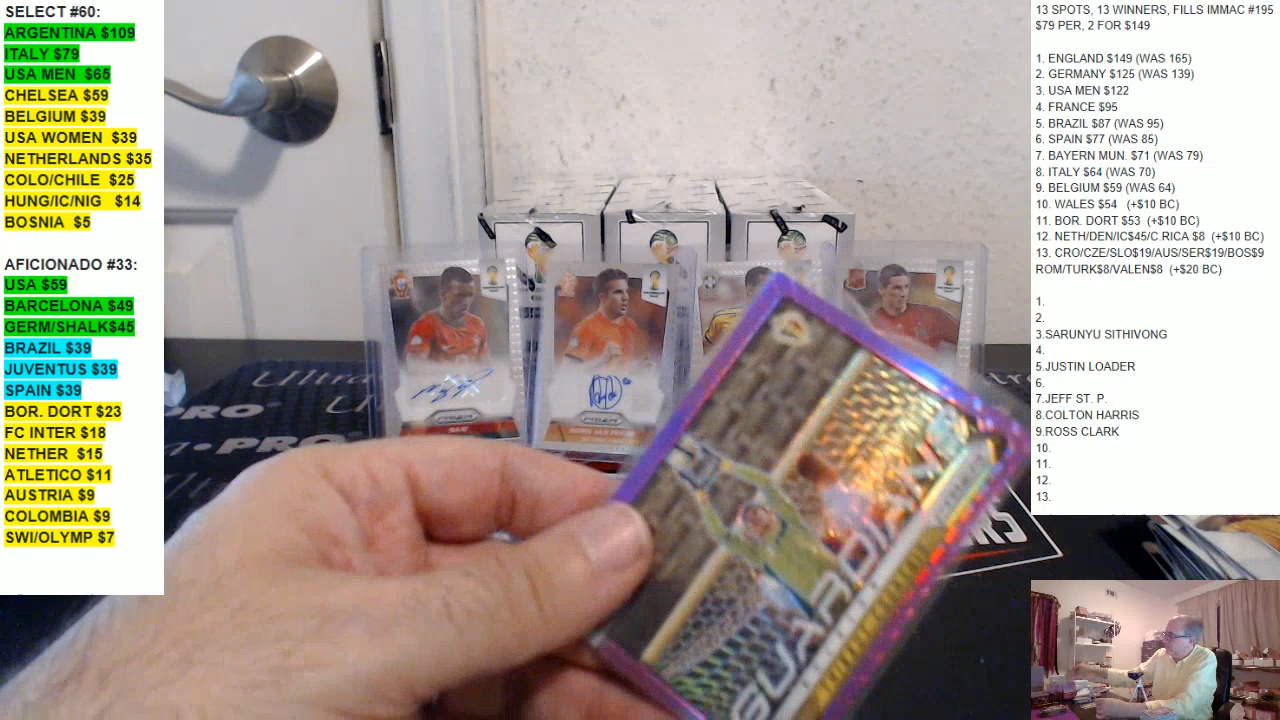 SELECT #60:
ARGENTINA $109
ITALY $79
USA MEN $65
CHELSEA $59
BELGIUM $39
USA WOMEN $39
NETHERLANDS $35
COLO/CHILE $25
HUNG/IC/NIG $14
BOSNIA $5
AFICIONADO #33:
USA $59
BARCELONA $49
GERM/SHALK$45
BRAZIL $39
JUVENTUS $39
SPAIN $39
BOR. DORT $23
FC INTER $18
NETHER $15
ATLETICO $11
AUSTRIA $9
COLOMBIA $9
SWI/OLYMP $7
13 SPOTS, 13 WINNERS, FILLS IMMAC #195
$79 PER, 2 FOR $149
1. ENGLAND $149 (WAS 165)
2. GERMANY $125 (WAS 139)
3. USA MEN $122
4. FRANCE $95
5. BRAZIL $87 (WAS 95)
6. SPAIN $77 (WAS 85)
7. BAYERN MUN. $71 (WAS 79)
8. ITALY $64 (WAS 70)
9. BELGIUM $59 (WAS 64)
10. WALES $54 (+$10 BC)
11. BOR. DORT $53 (+$10 BC)
12. NETH/DEN/IC$45/C.RICA $8 (+$10 BC)
13. CRO/CZE/SLO$19/AUS/SER$19/BOS$9
ROM/TURK$8/VALEN$8 (+$20 BC)
1.
2.
3.SARUNYU SITHIVONG
4.
5.JUSTIN LOADER
6.
7.JEFF ST. P.
8.COLTON HARRIS
9.ROSS CLARK
10.
11.
12.
13.
Ultra
PRO
PRO
PRIZM
NANI
PRIZM
GUARDIANS